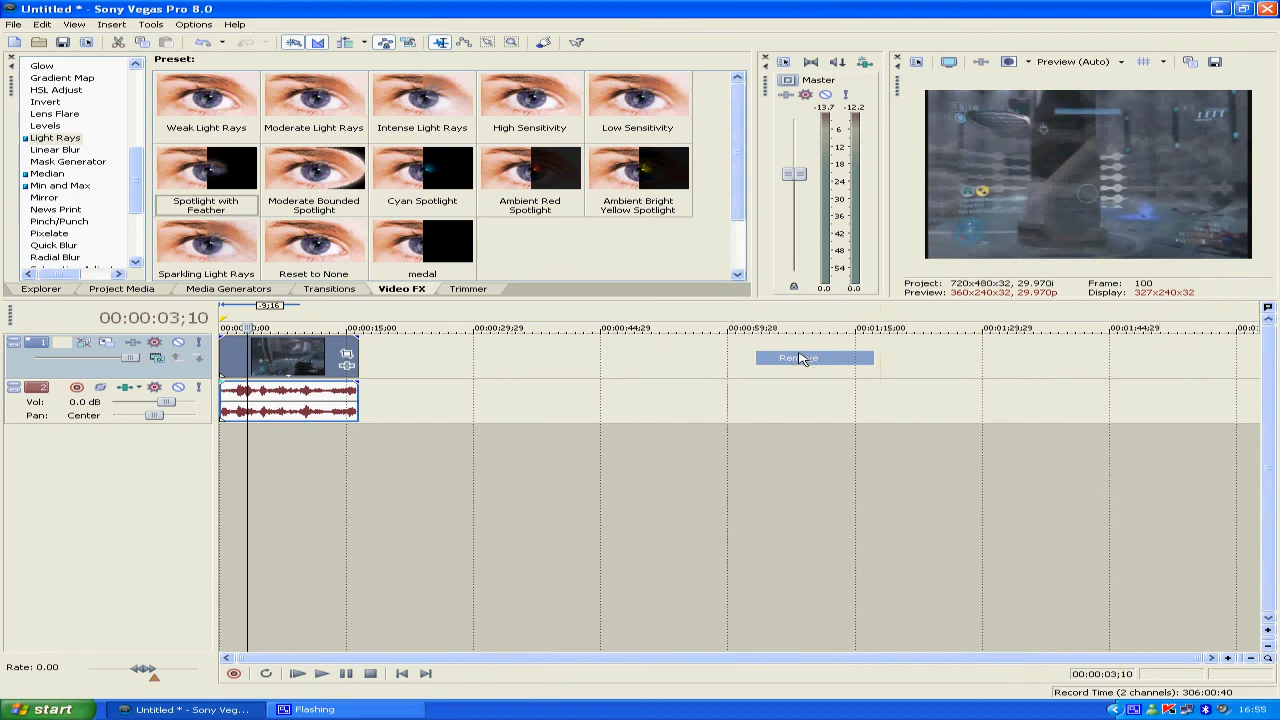 Untitled * - Sony Vegas Pro 8.0
File Edit View Insert Tools Options Help
Glow
Gradient Map
HSL Adjust
Invert
Lens Flare
Levels
Light Rays
Linear Blur
Mask Generator
Median
Min and Max
Mirror
News Print
Pinch/Punch
Pixelate
Quick Blur
Radial Blur
Preset:
Weak Light Rays
Moderate Light Rays
Intense Light Rays
High Sensitivity
Low Sensitivity
Spotlight with
Feather
Moderate Bounded
Spotlight
Cyan Spotlight
Ambient Red
Spotlight
Ambient Bright
Yellow Spotlight
Sparkling Light Rays
Reset to None
medal
Explorer Project Media Media Generators Transitions Video FX Trimmer
Master
-13.7 -12.2
6
12
18
24
30
36
42
48
54
0.0 0.0
Preview (Auto)
Project: 720x480x32, 29.970i
Frame: 100
Preview: 360x240x32, 29.970p
Display: 327x240x32
-9;16
00:00:03;10
00:00:15;00 00:00:29;29 00:00:44;29 00:00:59;28 00:01:15;00 00:01:29;29 00:01:44;29
1
Remove
2
Vol: 0.0 dB
Pan: Center
Rate: 0.00
00:00:03;10
Record Time (2 channels): 306:00:40
start
Untitled * - Sony Veg...
Flashing
16:55